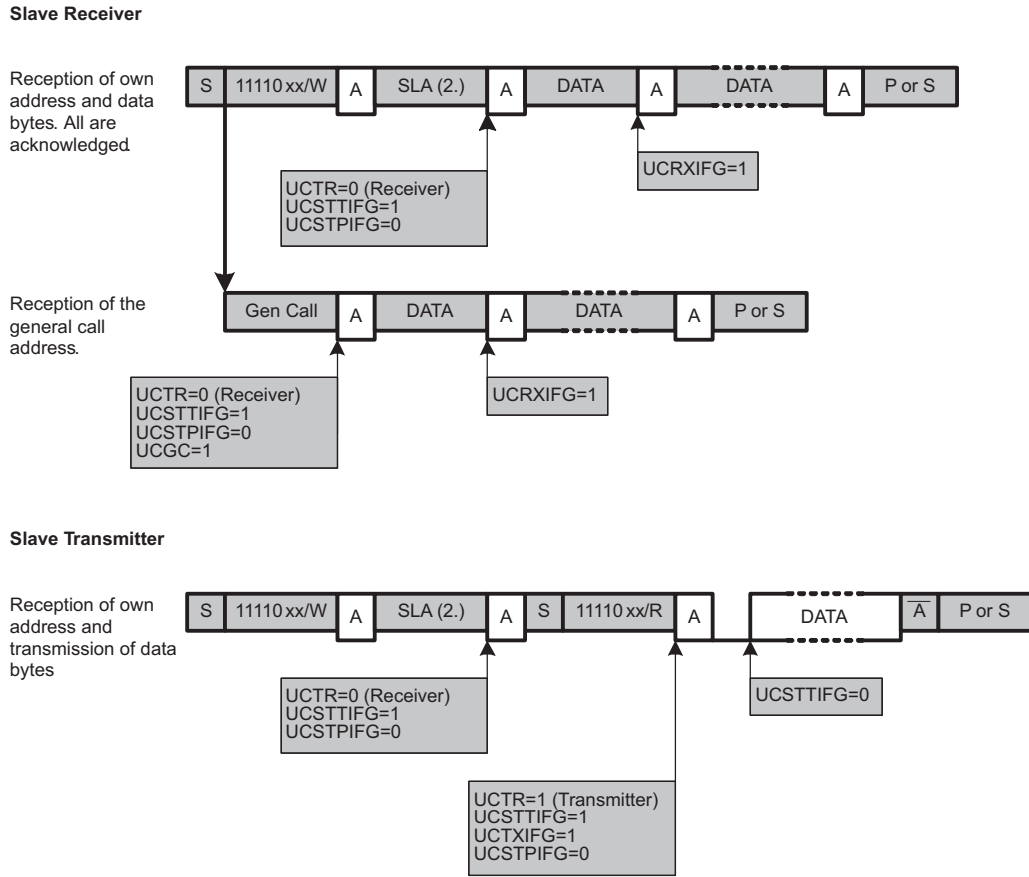 Slave Receiver
Reception of own
address and data
bytes. All are
acknowledged.
S 11110 xx/W A SLA (2.) A DATA A DATA A P or S
UCTR=0 (Receiver)
UCSTTIFG=1
UCSTPIFG=0
UCRXIFG=1
Reception of the
general call
address.
Gen Call A DATA A DATA A P or S
UCTR=0 (Receiver)
UCSTTIFG=1
UCSTPIFG=0
UCGC=1
UCRXIFG=1
Slave Transmitter
Reception of own
address and
transmission of data
bytes
S 11110 xx/W A SLA (2.) A S 11110 xx/R A DATA A̅ P or S
UCTR=0 (Receiver)
UCSTTIFG=1
UCSTPIFG=0
UCSTTIFG=0
UCTR=1 (Transmitter)
UCSTTIFG=1
UCTXIFG=1
UCSTPIFG=0